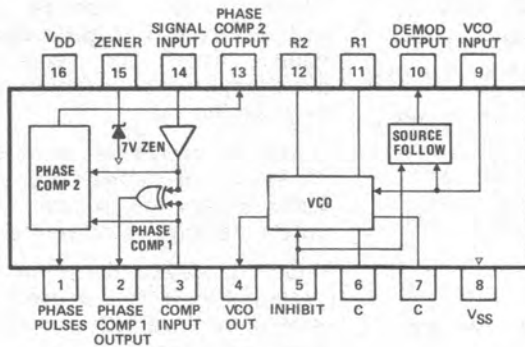 V_DD
ZENER
SIGNAL
INPUT
PHASE
COMP 2
OUTPUT
R2
R1
DEMOD
OUTPUT
VCO
INPUT
16
15
14
13
12
11
10
9
7V ZEN
PHASE
COMP 2
PHASE
COMP 1
VCO
SOURCE
FOLLOW
1
2
3
4
5
6
7
8
PHASE
PULSES
PHASE
COMP 1
OUTPUT
COMP
INPUT
VCO
OUT
INHIBIT
C
C
V_SS